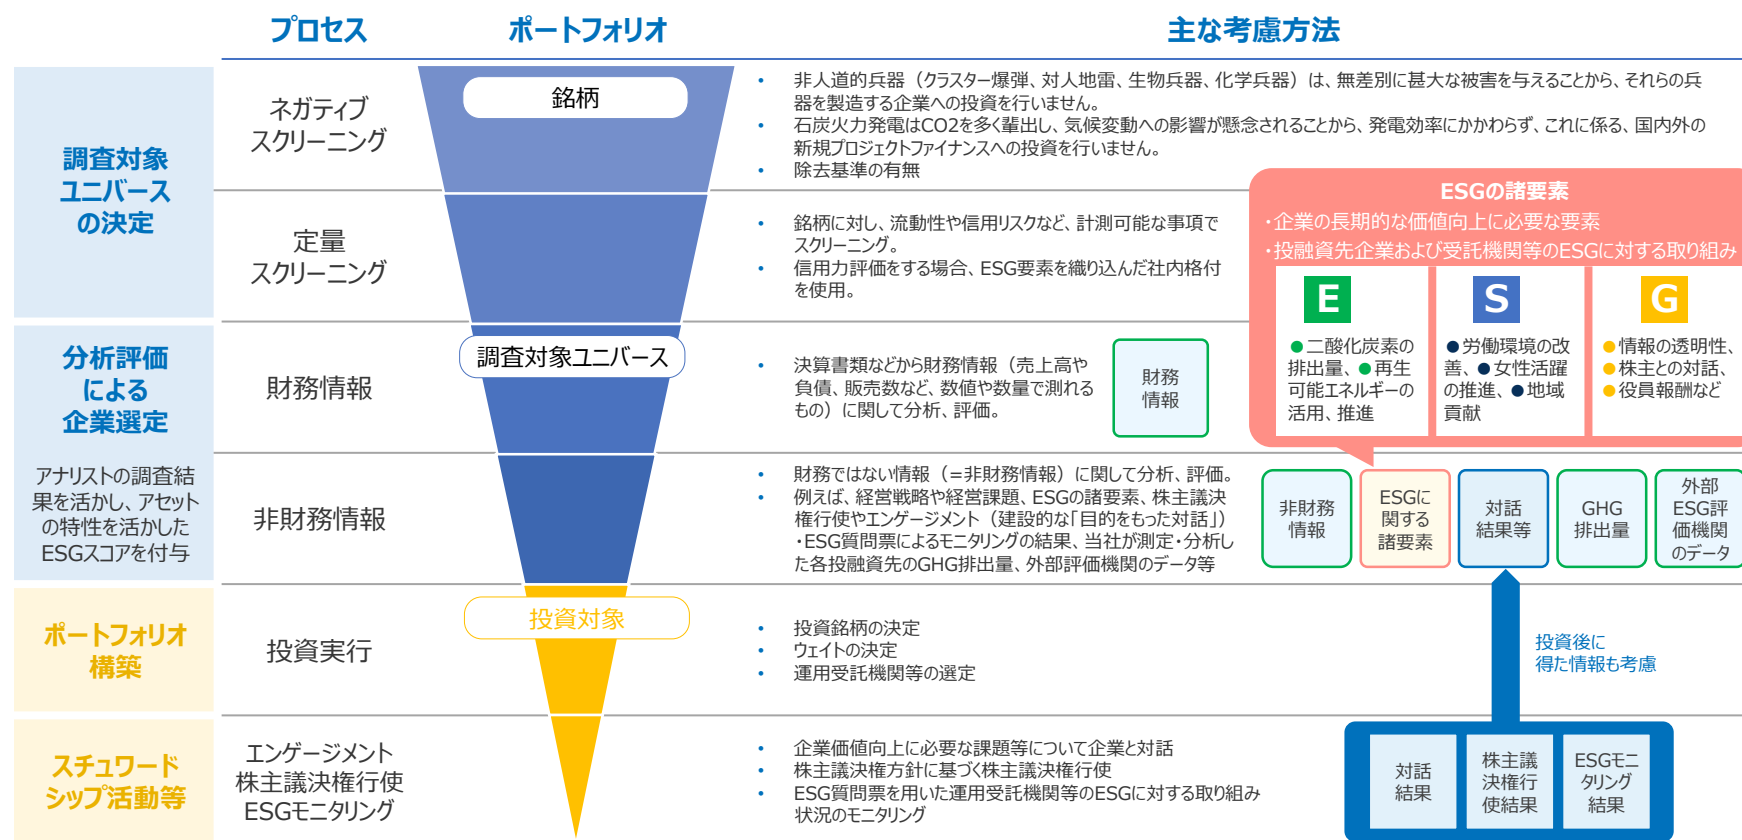 プロセス
ポートフォリオ
主な考慮方法
調査対象
ユニバース
の決定
ネガティブ
スクリーニング
銘柄
• 非人道的兵器（クラスター爆弾、対人地雷、生物兵器、化学兵器）は、無差別に甚大な被害を与えることから、それらの兵
器を製造する企業への投資を行いません。
• 石炭火力発電はCO2を多く輩出し、気候変動への影響が懸念されることから、発電効率にかかわらず、これに係る、国内外の
新規プロジェクトファイナンスへの投資を行いません。
• 除去基準の有無
定量
スクリーニング
• 銘柄に対し、流動性や信用リスクなど、計測可能な事項で
スクリーニング。
• 信用力評価をする場合、ESG要素を織り込んだ社内格付
を使用。
ESGの諸要素
・企業の長期的な価値向上に必要な要素
・投融資先企業および受託機関等のESGに対する取り組み
E
●二酸化炭素の
排出量、●再生
可能エネルギーの
活用、推進
S
●労働環境の改
善、●女性活躍
の推進、●地域
貢献
G
●情報の透明性、
●株主との対話、
●役員報酬など
分析評価
による
企業選定
アナリストの調査結
果を活かし、アセット
の特性を活かした
ESGスコアを付与
財務情報
調査対象ユニバース
• 決算書類などから財務情報（売上高や
負債、販売数など、数値や数量で測れる
もの）に関して分析、評価。
財務
情報
非財務情報
• 財務ではない情報（=非財務情報）に関して分析、評価。
• 例えば、経営戦略や経営課題、ESGの諸要素、株主議決
権行使やエンゲージメント（建設的な「目的をもった対話」）
・ESG質問票によるモニタリングの結果、当社が測定・分析し
た各投融資先のGHG排出量、外部評価機関のデータ等
非財務
情報
ESGに
関する
諸要素
対話
結果等
GHG
排出量
外部
ESG評
価機関
のデータ
ポートフォリオ
構築
投資実行
投資対象
• 投資銘柄の決定
• ウェイトの決定
• 運用受託機関等の選定
投資後に
得た情報も考慮
スチュワード
シップ活動等
エンゲージメント
株主議決権行使
ESGモニタリング
• 企業価値向上に必要な課題等について企業と対話
• 株主議決権方針に基づく株主議決権行使
• ESG質問票を用いた運用受託機関等のESGに対する取り組み
状況のモニタリング
対話
結果
株主議
決権行
使結果
ESGモニ
タリング
結果